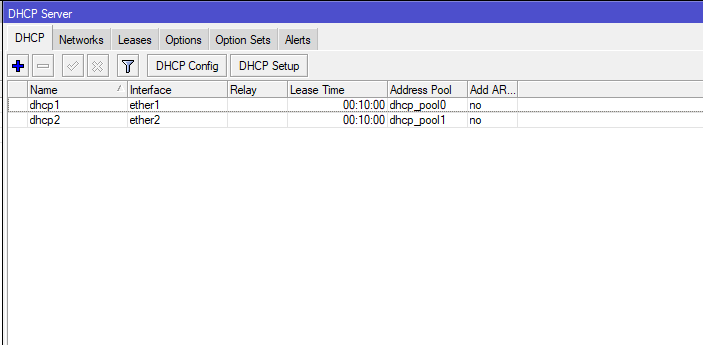 DHCP Server
DHCP Networks Leases Options Option Sets Alerts
DHCP Config DHCP Setup
Name Interface Relay Lease Time Address Pool Add AR...
dhcp1 ether1 00:10:00 dhcp_pool0 no
dhcp2 ether2 00:10:00 dhcp_pool1 no